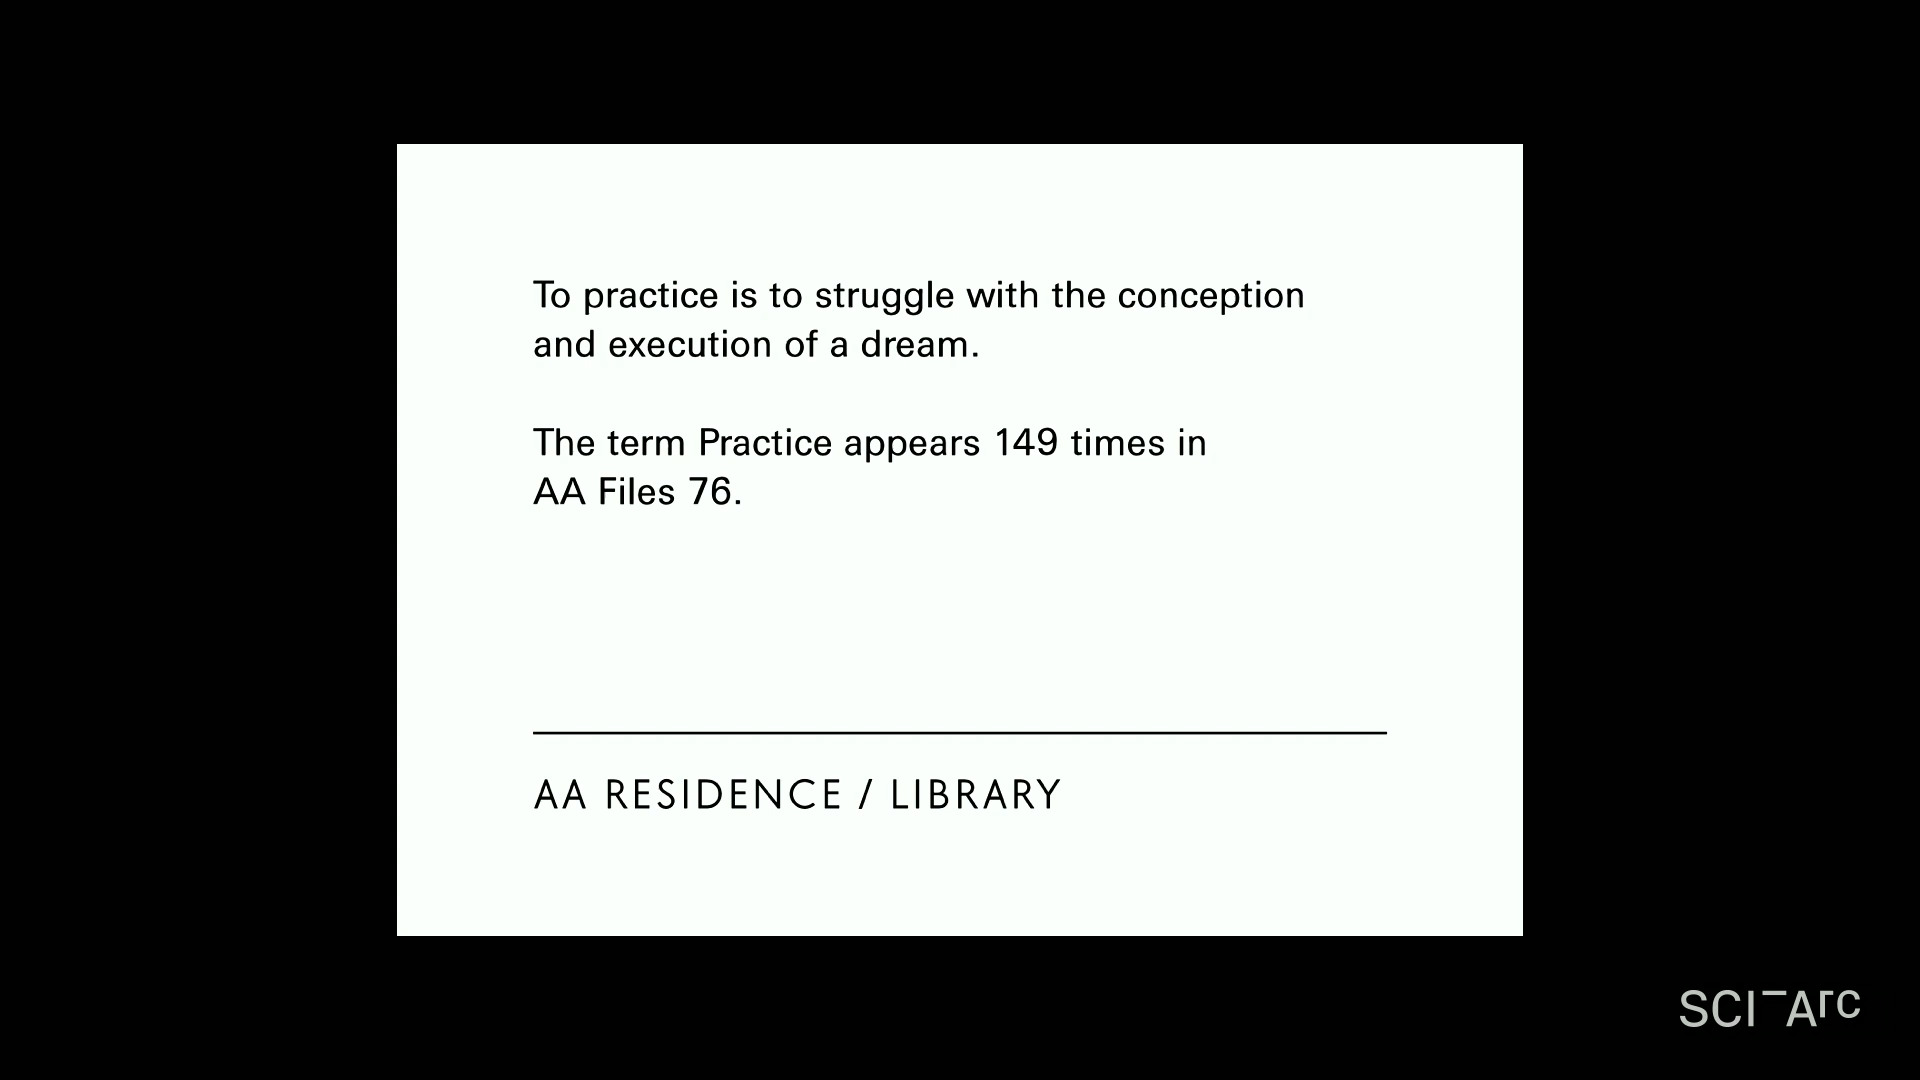 To practice is to struggle with the conception
and execution of a dream.
The term Practice appears 149 times in
AA Files 76.
AA RESIDENCE / LIBRARY
SCI-Arc